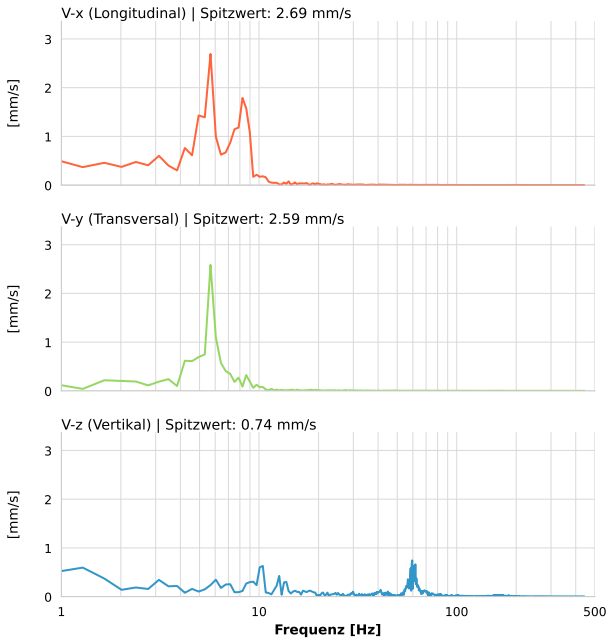 V-x (Longitudinal) | Spitzwert: 2.69 mm/s
3
2
1
0
[mm/s]
V-y (Transversal) | Spitzwert: 2.59 mm/s
3
2
1
0
[mm/s]
V-z (Vertikal) | Spitzwert: 0.74 mm/s
3
2
1
0
[mm/s]
1 10 100 500
Frequenz [Hz]